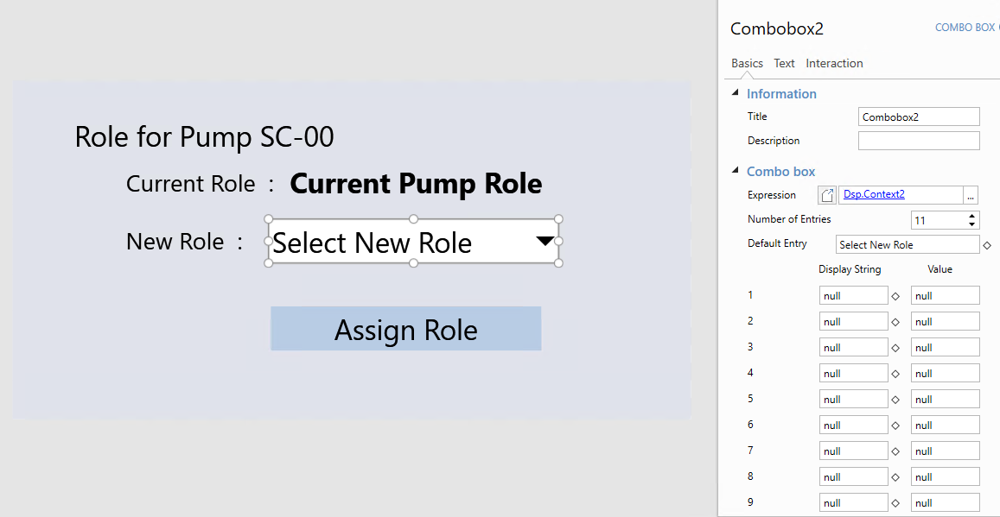 Role for Pump SC-00
Current Role : Current Pump Role
New Role : Select New Role
Assign Role
Combobox2
COMBO BOX
Basics Text Interaction
Information
Title Combobox2
Description
Combo box
Expression Dsp.Context2 ...
Number of Entries 11
Default Entry Select New Role
Display String Value
1 null null
2 null null
3 null null
4 null null
5 null null
6 null null
7 null null
8 null null
9 null null